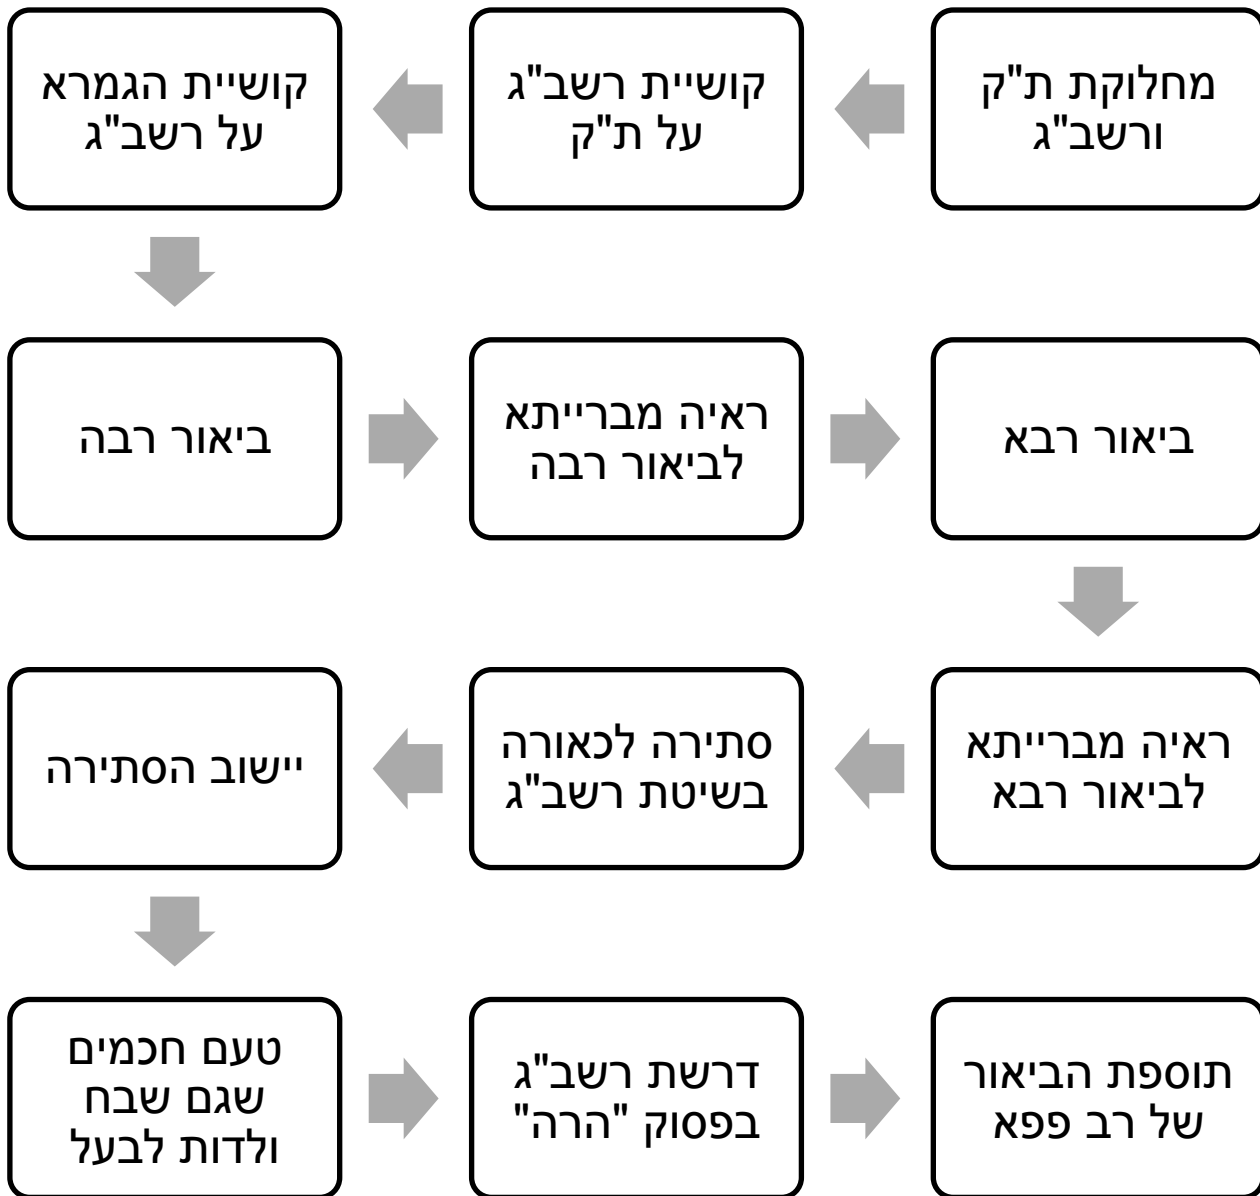 מחלוקת ת"ק
ורשב"ג
קושיית רשב"ג
על ת"ק
קושיית הגמרא
על רשב"ג
ביאור רבה
ראיה מברייתא
לביאור רבה
ביאור רבא
ראיה מברייתא
לביאור רבא
סתירה לכאורה
בשיטת רשב"ג
יישוב הסתירה
טעם חכמים
שגם שבח
ולדות לבעל
דרשת רשב"ג
בפסוק "הרה"
תוספת הביאור
של רב פפא